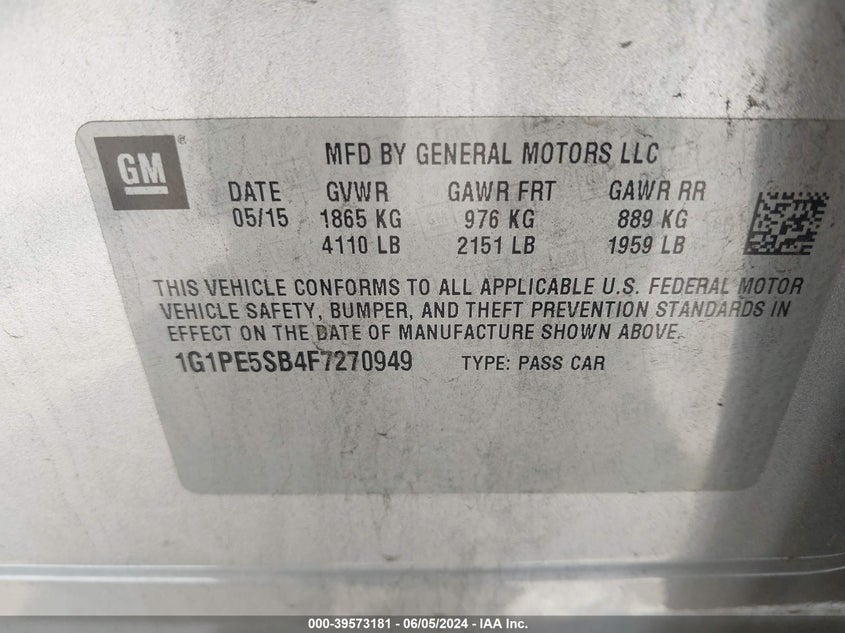 GM®
MFD BY GENERAL MOTORS LLC
DATE GVWR GAWR FRT GAWR RR
05/15 1865 KG 976 KG 889 KG
4110 LB 2151 LB 1959 LB
THIS VEHICLE CONFORMS TO ALL APPLICABLE U.S. FEDERAL MOTOR
VEHICLE SAFETY, BUMPER, AND THEFT PREVENTION STANDARDS IN
EFFECT ON THE DATE OF MANUFACTURE SHOWN ABOVE.
1G1PE5SB4F7270949 TYPE: PASS CAR
000-39573181 - 06/05/2024 - IAA Inc.